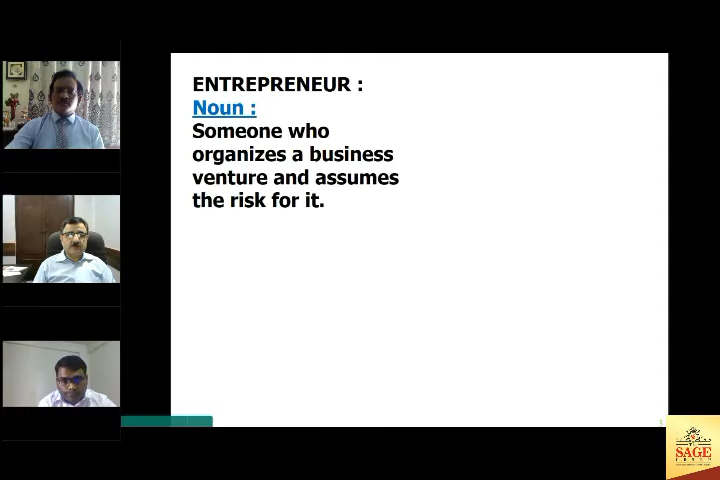 ENTREPRENEUR :
Noun :
Someone who
organizes a business
venture and assumes
the risk for it.
SAGE